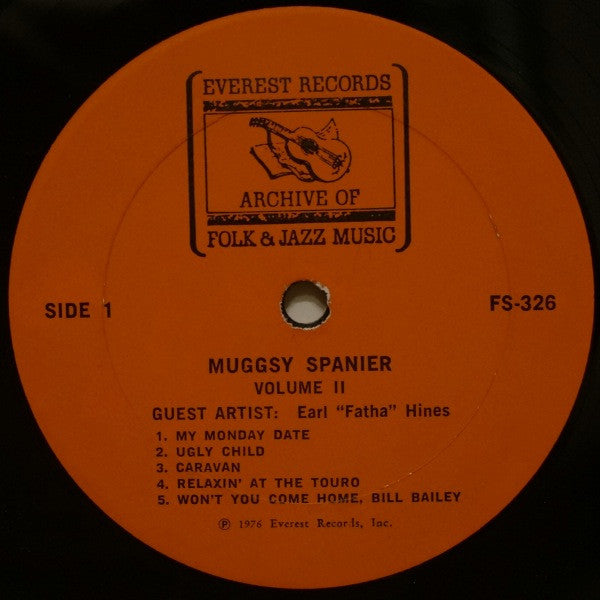 EVEREST RECORDS
ARCHIVE OF
FOLK & JAZZ MUSIC
SIDE 1
FS-326
MUGGSY SPANIER
VOLUME II
GUEST ARTIST: Earl "Fatha" Hines
1. MY MONDAY DATE
2. UGLY CHILD
3. CARAVAN
4. RELAXIN' AT THE TOURO
5. WON'T YOU COME HOME, BILL BAILEY
℗ 1976 Everest Records, Inc.